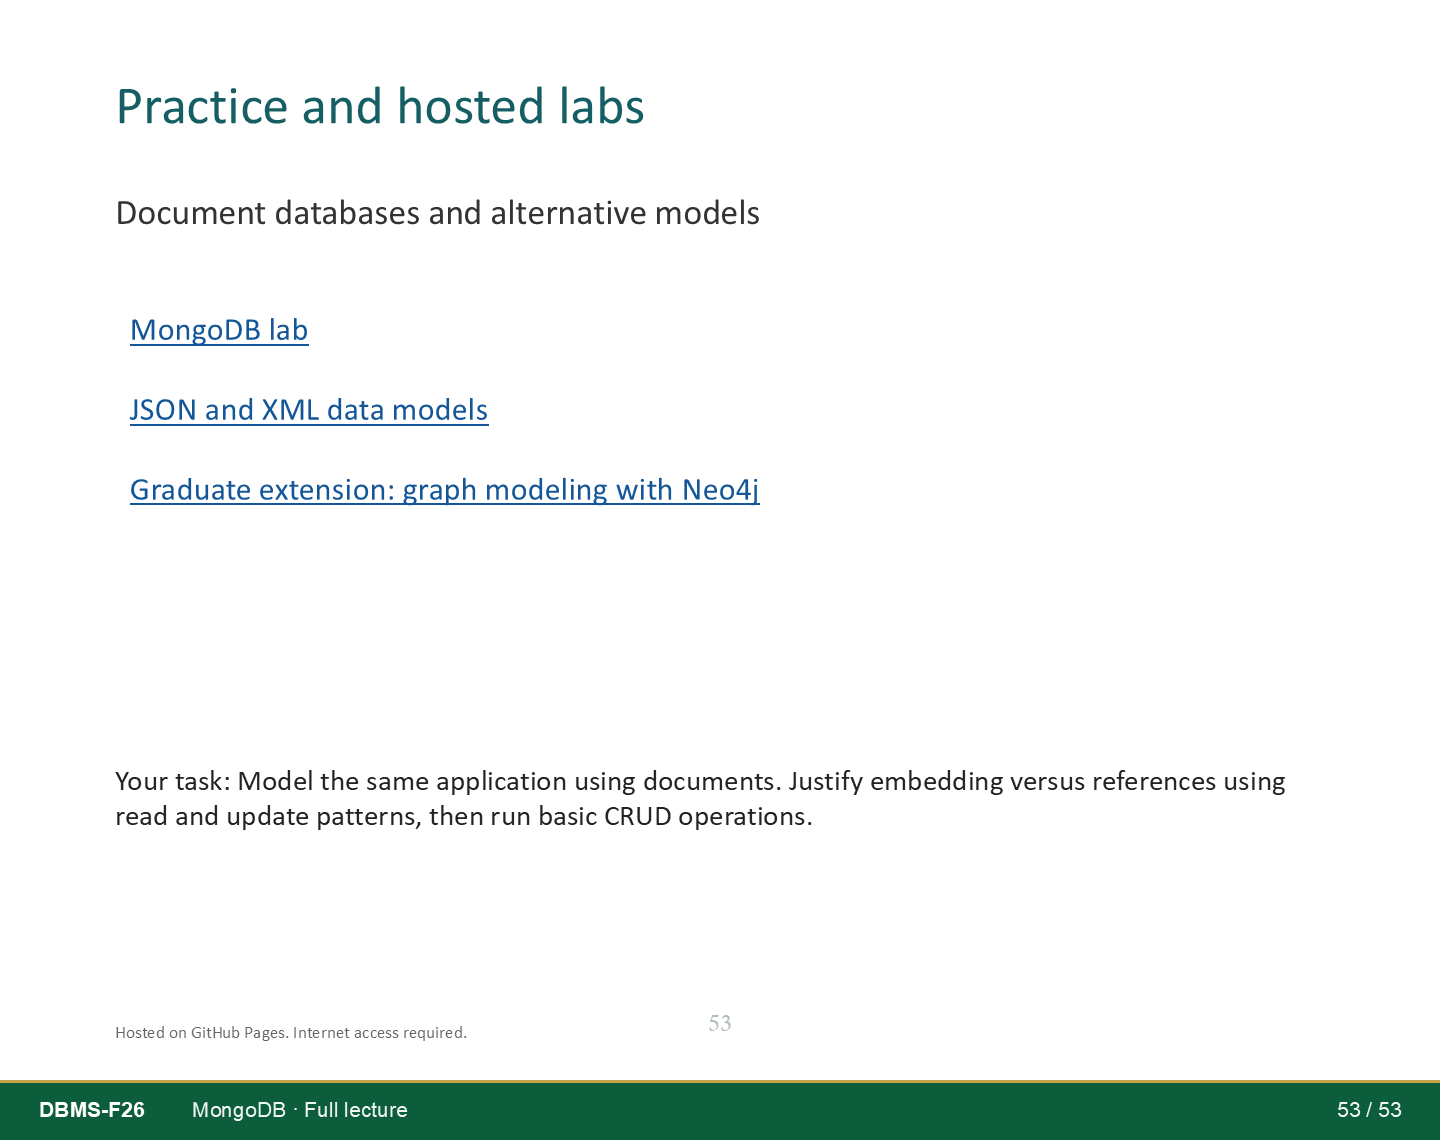 Practice and hosted labs
Document databases and alternative models
MongoDB lab
JSON and XML data models
Graduate extension: graph modeling with Neo4j
Your task: Model the same application using documents. Justify embedding versus references using
read and update patterns, then run basic CRUD operations.
53
Hosted on GitHub Pages. Internet access required.
DBMS-F26 MongoDB · Full lecture 53 / 53